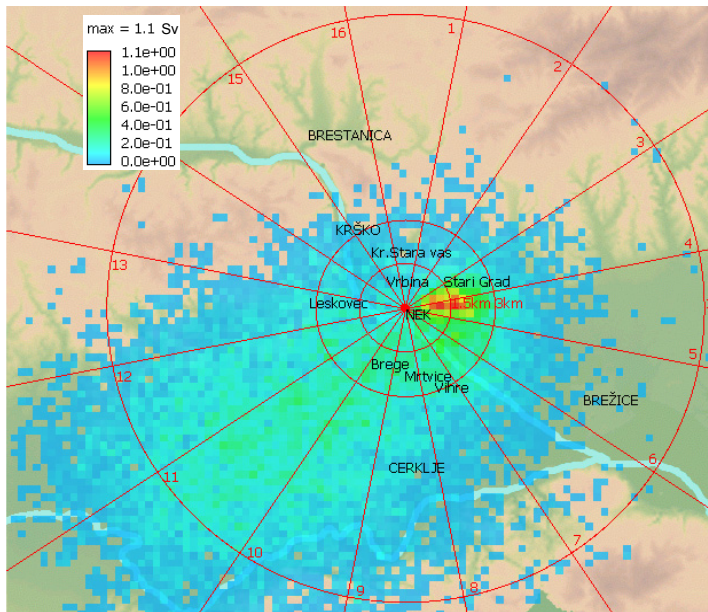 max = 1.1 Sv
1.1e+00
1.0e+00
8.0e-01
6.0e-01
4.0e-01
2.0e-01
0.0e+00
16
1
15
2
BRESTANICA
3
KRŠKO
4
Kr.Stara vas
13
Vrbina
Stari Grad
Leskovec
1.5km
3km
NEK
5
Brege
12
Mrtvice
Vihre
BREŽICE
CERKLJE
6
11
10
7
9
8